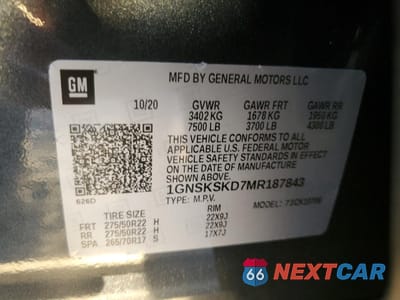 GM
MFD BY GENERAL MOTORS LLC
10/20 GVWR GAWR FRT GAWR RR
3402 KG 1678 KG 1950 KG
7500 LB 3700 LB 4300 LB
THIS VEHICLE CONFORMS TO ALL APPLICABLE
U.S. FEDERAL MOTOR
VEHICLE SAFETY STANDARDS IN
EFFECT ON THE DATE OF
MANUFACTURE SHOWN ABOVE.
1GNSKSKD7MR187843
626D TYPE: M.P.V. MODEL:
TIRE SIZE RIM
FRT 275/50R22 H 22X9J
RR 275/50R22 H 22X9J
SPA 265/70R17 S 17X7J
66 NEXTCAR